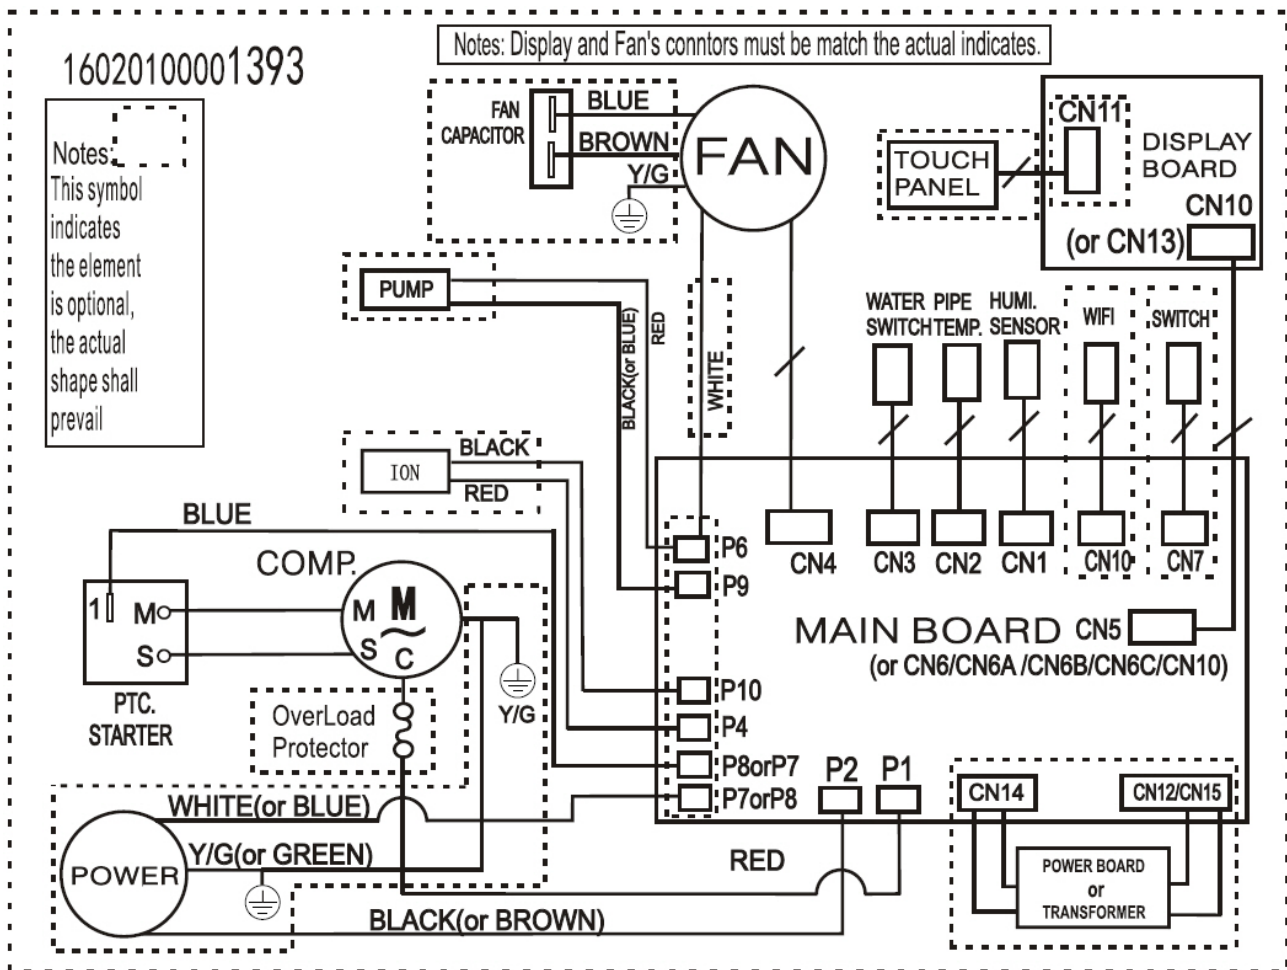 Notes: Display and Fan's conntors must be match the actual indicates.
16020100001393
Notes:
This symbol
indicates
the element
is optional,
the actual
shape shall
prevail
FAN
CAPACITOR
BLUE
BROWN
Y/G
FAN
TOUCH
PANEL
CN11
DISPLAY
BOARD
CN10
(or CN13)
PUMP
BLACK(or BLUE)
RED
WHITE
WATER
SWITCH
PIPE
TEMP.
HUMI.
SENSOR
WIFI
SWITCH
ION
BLACK
RED
BLUE
COMP.
1
M
S
M
S
M
~
C
PTC.
STARTER
OverLoad
Protector
Y/G
P6
P9
P10
P4
P8orP7
P7orP8
CN4
CN3
CN2
CN1
CN10
CN7
MAIN BOARD
CN5
(or CN6/CN6A /CN6B/CN6C/CN10)
P2
P1
CN14
CN12/CN15
POWER BOARD
or
TRANSFORMER
POWER
WHITE(or BLUE)
Y/G(or GREEN)
BLACK(or BROWN)
RED